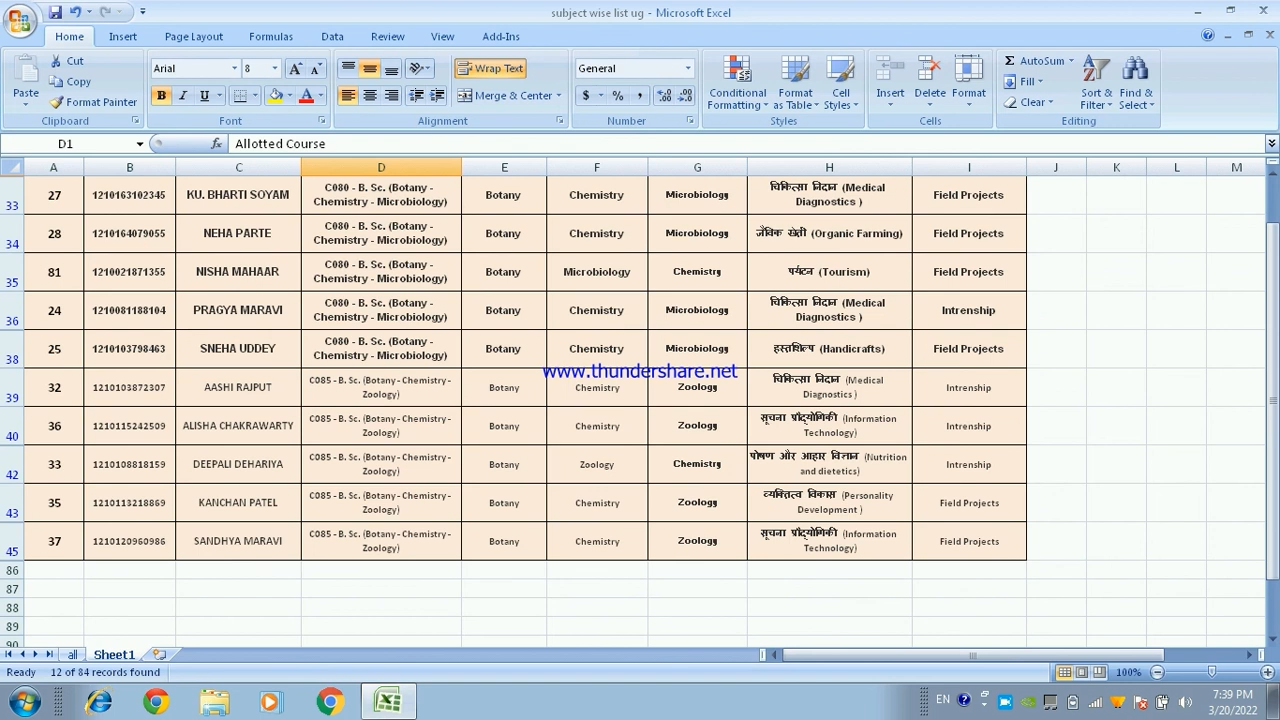 subject wise list ug - Microsoft Excel
Home Insert Page Layout Formulas Data Review View Add-Ins
Cut
Copy
Format Painter
Paste
Clipboard
Arial 8
B I U
Font
Wrap Text
Merge & Center
Alignment
General
$ % ,
Number
Conditional Formatting
Format as Table
Cell Styles
Styles
Insert Delete Format
Cells
AutoSum
Fill
Clear
Sort & Filter
Find & Select
Editing
D1 fx Allotted Course
A B C D E F G H I J K L M
33 27 1210163102345 KU. BHARTI SOYAM C080 - B. Sc. (Botany - Chemistry - Microbiology) Botany Chemistry Microbiology चिकित्सा निदान (Medical Diagnostics ) Field Projects
34 28 1210164079055 NEHA PARTE C080 - B. Sc. (Botany - Chemistry - Microbiology) Botany Chemistry Microbiology जैविक खेती (Organic Farming) Field Projects
35 81 1210021871355 NISHA MAHAAR C080 - B. Sc. (Botany - Chemistry - Microbiology) Botany Microbiology Chemistry पर्यटन (Tourism) Field Projects
36 24 1210081188104 PRAGYA MARAVI C080 - B. Sc. (Botany - Chemistry - Microbiology) Botany Chemistry Microbiology चिकित्सा निदान (Medical Diagnostics ) Intrenship
38 25 1210103798463 SNEHA UDDEY C080 - B. Sc. (Botany - Chemistry - Microbiology) Botany Chemistry Microbiology हस्तशिल्प (Handicrafts) Field Projects
www.thundershare.net
39 32 1210103872307 AASHI RAJPUT C085 - B. Sc. (Botany - Chemistry - Zoology) Botany Chemistry Zoology चिकित्सा निदान (Medical Diagnostics ) Intrenship
40 36 1210115242509 ALISHA CHAKRAWARTY C085 - B. Sc. (Botany - Chemistry - Zoology) Botany Chemistry Zoology सूचना प्रौद्योगिकी (Information Technology) Intrenship
42 33 1210108818159 DEEPALI DEHARIYA C085 - B. Sc. (Botany - Chemistry - Zoology) Botany Zoology Chemistry पोषण और आहार विज्ञान (Nutrition and dietetics) Intrenship
43 35 1210113218869 KANCHAN PATEL C085 - B. Sc. (Botany - Chemistry - Zoology) Botany Chemistry Zoology व्यक्तित्व विकास (Personality Development ) Field Projects
45 37 1210120960986 SANDHYA MARAVI C085 - B. Sc. (Botany - Chemistry - Zoology) Botany Chemistry Zoology सूचना प्रौद्योगिकी (Information Technology) Field Projects
86
87
88
89
90
all Sheet1
Ready 12 of 84 records found 100%
EN 7:39 PM
3/20/2022